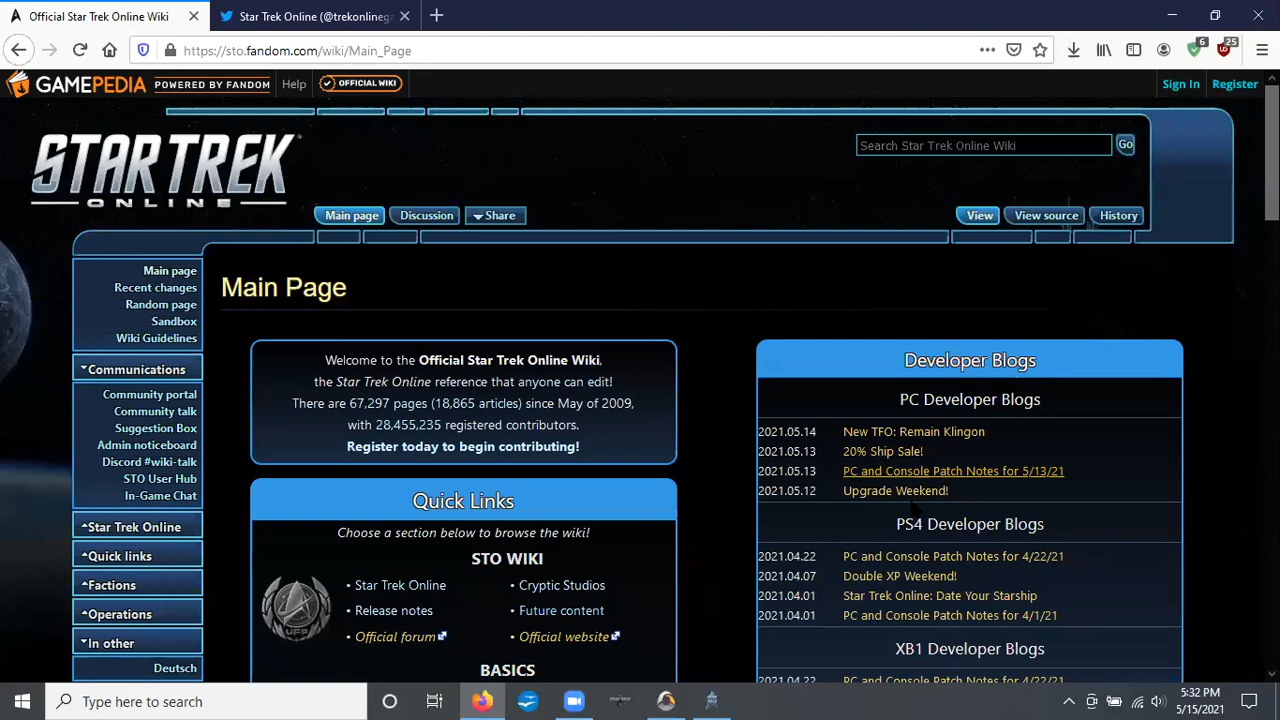 Official Star Trek Online Wiki
Star Trek Online (@trekonlinega
https://sto.fandom.com/wiki/Main_Page
6
25
GAMEPEDIA POWERED BY FANDOM
Help
OFFICIAL WIKI
Sign In
Register
STAR TREK
ONLINE
Search Star Trek Online Wiki
Go
Main page
Discussion
Share
View
View source
History
Main page
Recent changes
Random page
Sandbox
Wiki Guidelines
Communications
Community portal
Community talk
Suggestion Box
Admin noticeboard
Discord #wiki-talk
STO User Hub
In-Game Chat
Star Trek Online
Quick links
Factions
Operations
In other
Deutsch
Main Page
Welcome to the Official Star Trek Online Wiki,
the Star Trek Online reference that anyone can edit!
There are 67,297 pages (18,865 articles) since May of 2009,
with 28,455,235 registered contributors.
Register today to begin contributing!
Quick Links
Choose a section below to browse the wiki!
STO WIKI
• Star Trek Online
• Cryptic Studios
• Release notes
• Future content
• Official forum
• Official website
UFP
BASICS
Developer Blogs
PC Developer Blogs
2021.05.14 New TFO: Remain Klingon
2021.05.13 20% Ship Sale!
2021.05.13 PC and Console Patch Notes for 5/13/21
2021.05.12 Upgrade Weekend!
PS4 Developer Blogs
2021.04.22 PC and Console Patch Notes for 4/22/21
2021.04.07 Double XP Weekend!
2021.04.01 Star Trek Online: Date Your Starship
2021.04.01 PC and Console Patch Notes for 4/1/21
XB1 Developer Blogs
2021.04.22 PC and Console Patch Notes for 4/22/21
Type here to search
5:32 PM
5/15/2021